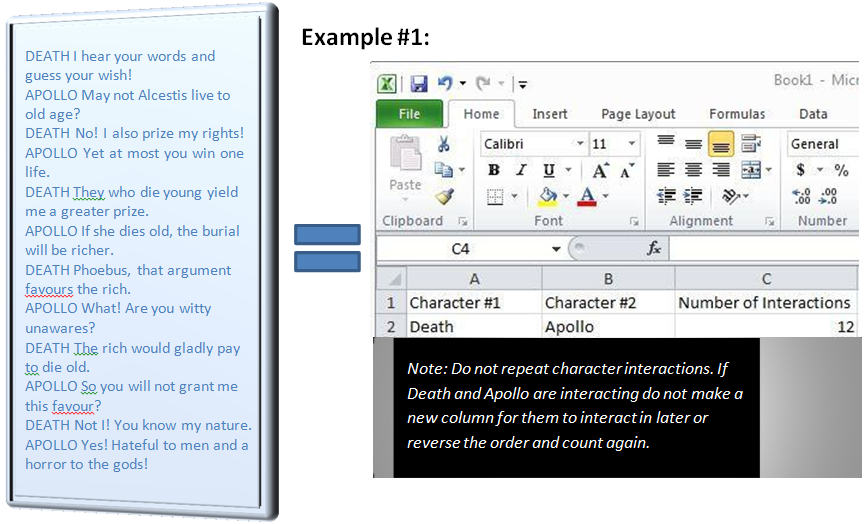 DEATH I hear your words and
guess your wish!
APOLLO May not Alcestis live to
old age?
DEATH No! I also prize my rights!
APOLLO Yet at most you win one
life.
DEATH They who die young yield
me a greater prize.
APOLLO If she dies old, the burial
will be richer.
DEATH Phoebus, that argument
favours the rich.
APOLLO What! Are you witty
unawares?
DEATH The rich would gladly pay
to die old.
APOLLO So you will not grant me
this favour?
DEATH Not I! You know my nature.
APOLLO Yes! Hateful to men and a
horror to the gods!
Example #1:
Book1 - Micr
File Home Insert Page Layout Formulas Data
Calibri 11 General
Paste B I U A A A $ % .00 .00 .0
Clipboard Font Alignment Number
C4 fx
A B C
1 Character #1 Character #2 Number of Interactions
2 Death Apollo 12
Note: Do not repeat character interactions. If
Death and Apollo are interacting do not make a
new column for them to interact in later or
reverse the order and count again.